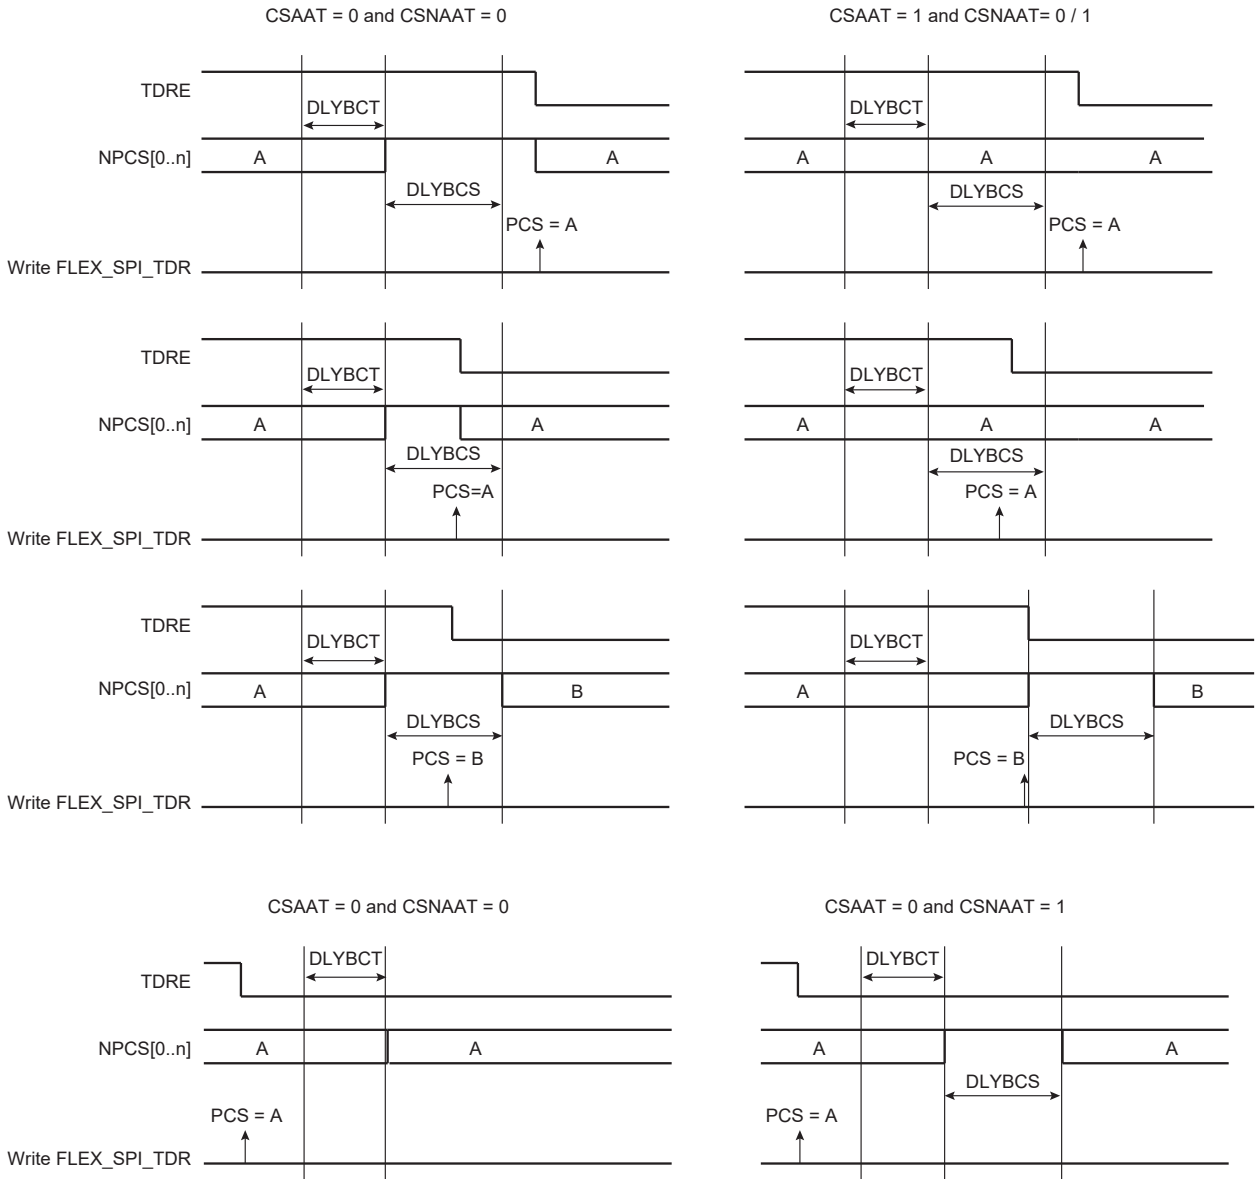 CSAAT = 0 and CSNAAT = 0
CSAAT = 1 and CSNAAT= 0 / 1
TDRE
DLYBCT
DLYBCT
NPCS[0..n]
A
A
A
A
A
DLYBCS
DLYBCS
PCS = A
PCS = A
Write FLEX_SPI_TDR
TDRE
DLYBCT
DLYBCT
NPCS[0..n]
A
A
A
A
A
DLYBCS
DLYBCS
PCS=A
PCS = A
Write FLEX_SPI_TDR
TDRE
DLYBCT
DLYBCT
NPCS[0..n]
A
B
A
B
DLYBCS
DLYBCS
PCS = B
PCS = B
Write FLEX_SPI_TDR
CSAAT = 0 and CSNAAT = 0
CSAAT = 0 and CSNAAT = 1
DLYBCT
DLYBCT
TDRE
NPCS[0..n]
A
A
A
A
DLYBCS
PCS = A
PCS = A
Write FLEX_SPI_TDR